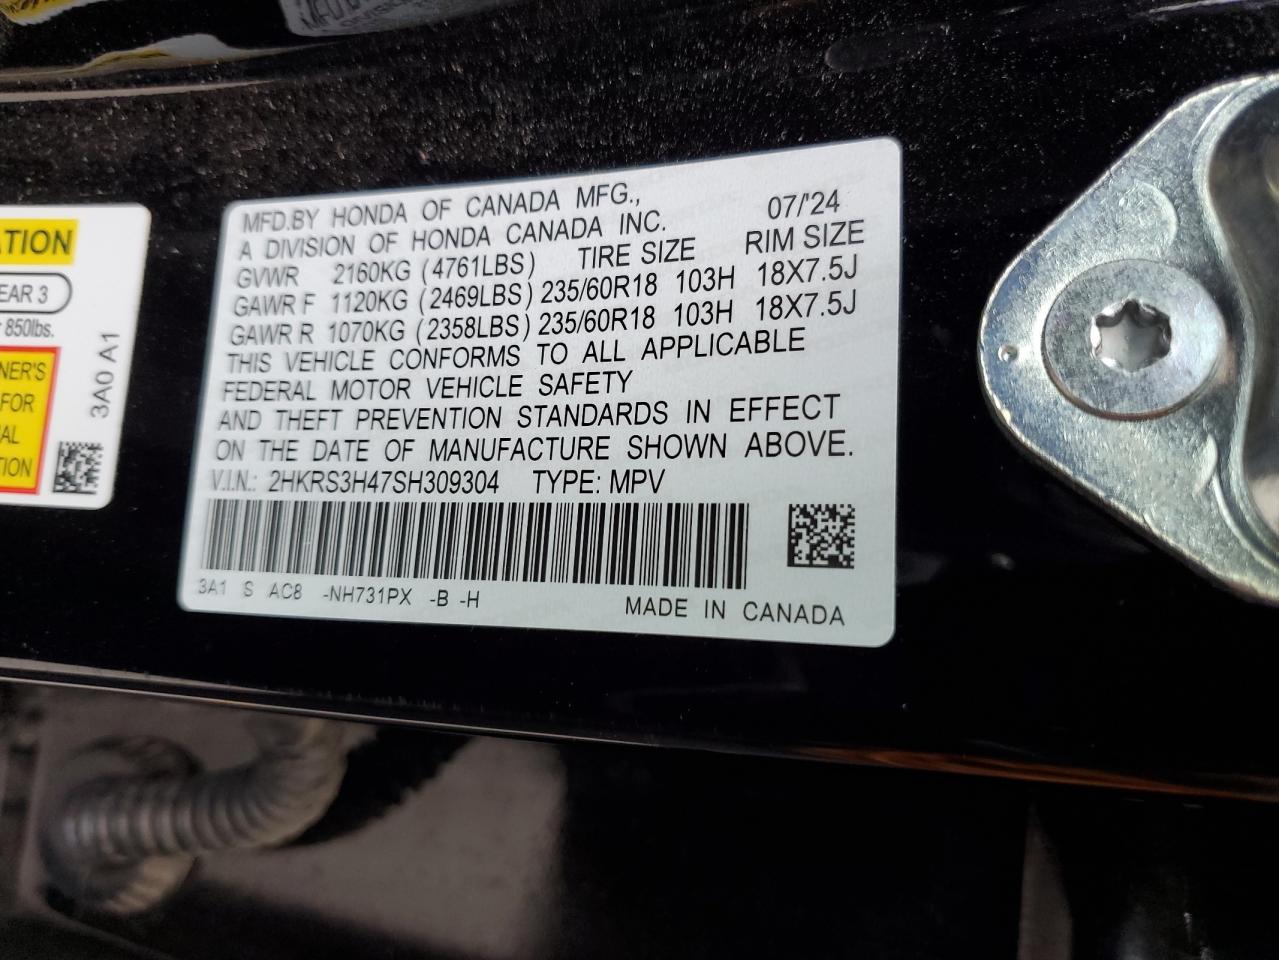 MFD.BY HONDA OF CANADA MFG., 07/'24
A DIVISION OF HONDA CANADA INC.
GVWR 2160KG (4761LBS) TIRE SIZE RIM SIZE
GAWR F 1120KG (2469LBS) 235/60R18 103H 18X7.5J
GAWR R 1070KG (2358LBS) 235/60R18 103H 18X7.5J
THIS VEHICLE CONFORMS TO ALL APPLICABLE
FEDERAL MOTOR VEHICLE SAFETY
AND THEFT PREVENTION STANDARDS IN EFFECT
ON THE DATE OF MANUFACTURE SHOWN ABOVE.
V.I.N.: 2HKRS3H47SH309304 TYPE: MPV
3A1 S AC8 -NH731PX -B -H MADE IN CANADA
ATION
EAR 3
850lbs.
NER'S
FOR
AL
TION
3A0 A1